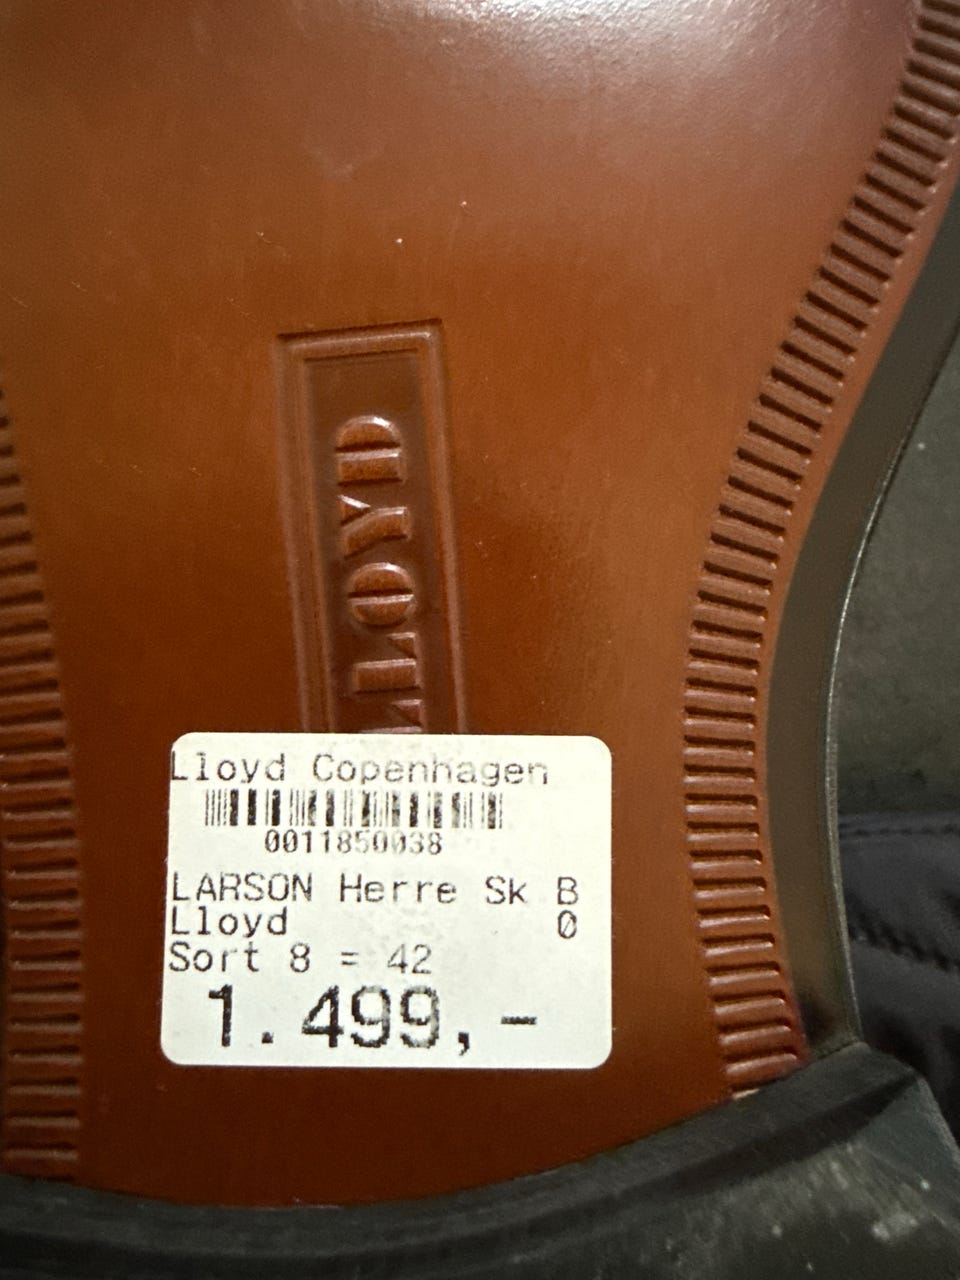 LLOYD
Lloyd Copenhagen
0011850038
LARSON Herre Sk B
Lloyd 0
Sort 8 = 42
1.499,-